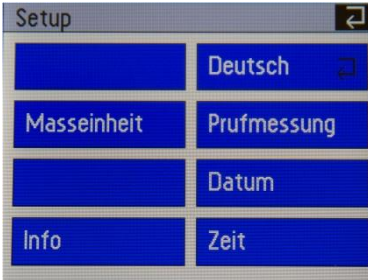 Setup
Deutsch
Masseinheit
Prufmessung
Datum
Info
Zeit